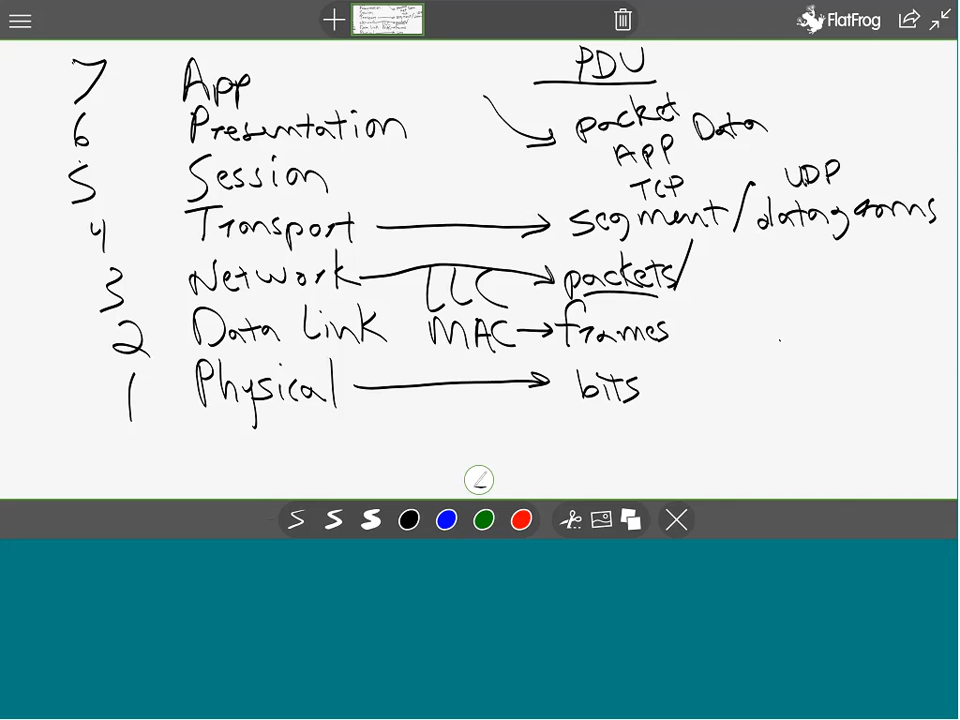 FlatFrog
PDU
7 App
6 Presentation packet Data
APP
5 Session TCP UDP
4 Transport segment/datagrams
3 Network packets/
LLC
2 Data Link MAC frames
1 Physical bits